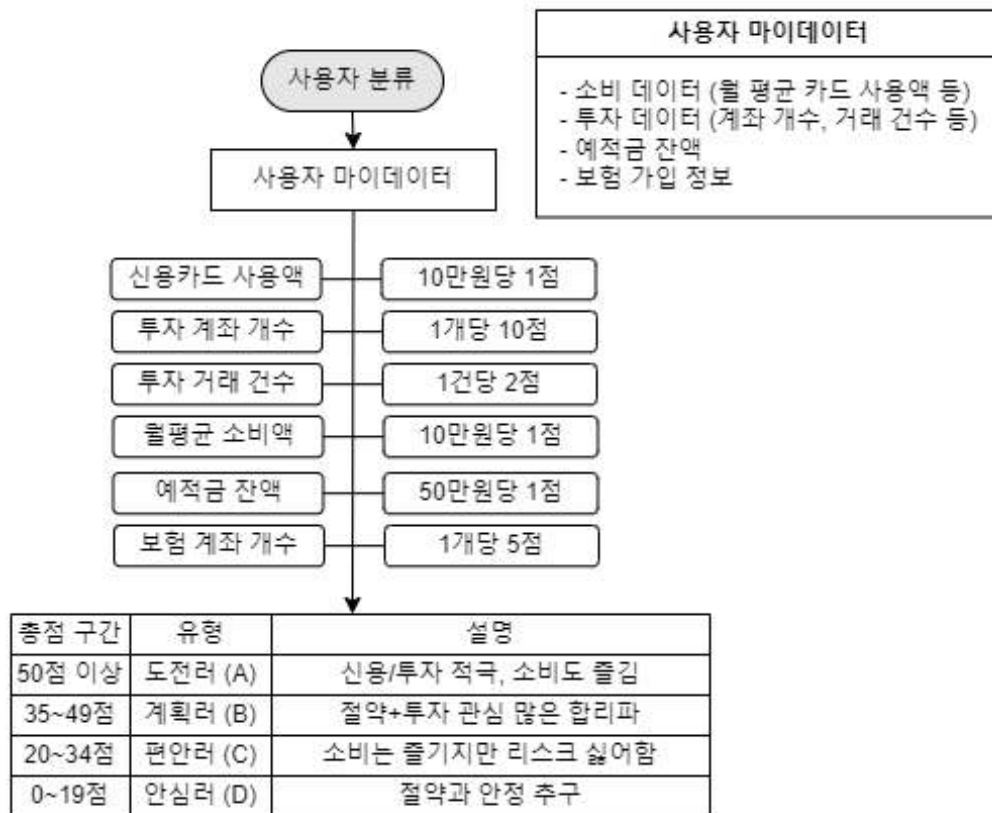 사용자 분류
사용자 마이데이터
사용자 마이데이터
- 소비 데이터 (월 평균 카드 사용액 등)
- 투자 데이터 (계좌 개수, 거래 건수 등)
- 예적금 잔액
- 보험 가입 정보
신용카드 사용액 10만원당 1점
투자 계좌 개수 1개당 10점
투자 거래 건수 1건당 2점
월평균 소비액 10만원당 1점
예적금 잔액 50만원당 1점
보험 계좌 개수 1개당 5점
총점 구간 유형 설명
50점 이상 도전러 (A) 신용/투자 적극, 소비도 즐김
35~49점 계획러 (B) 절약+투자 관심 많은 합리파
20~34점 편안러 (C) 소비는 즐기지만 리스크 싫어함
0~19점 안심러 (D) 절약과 안정 추구